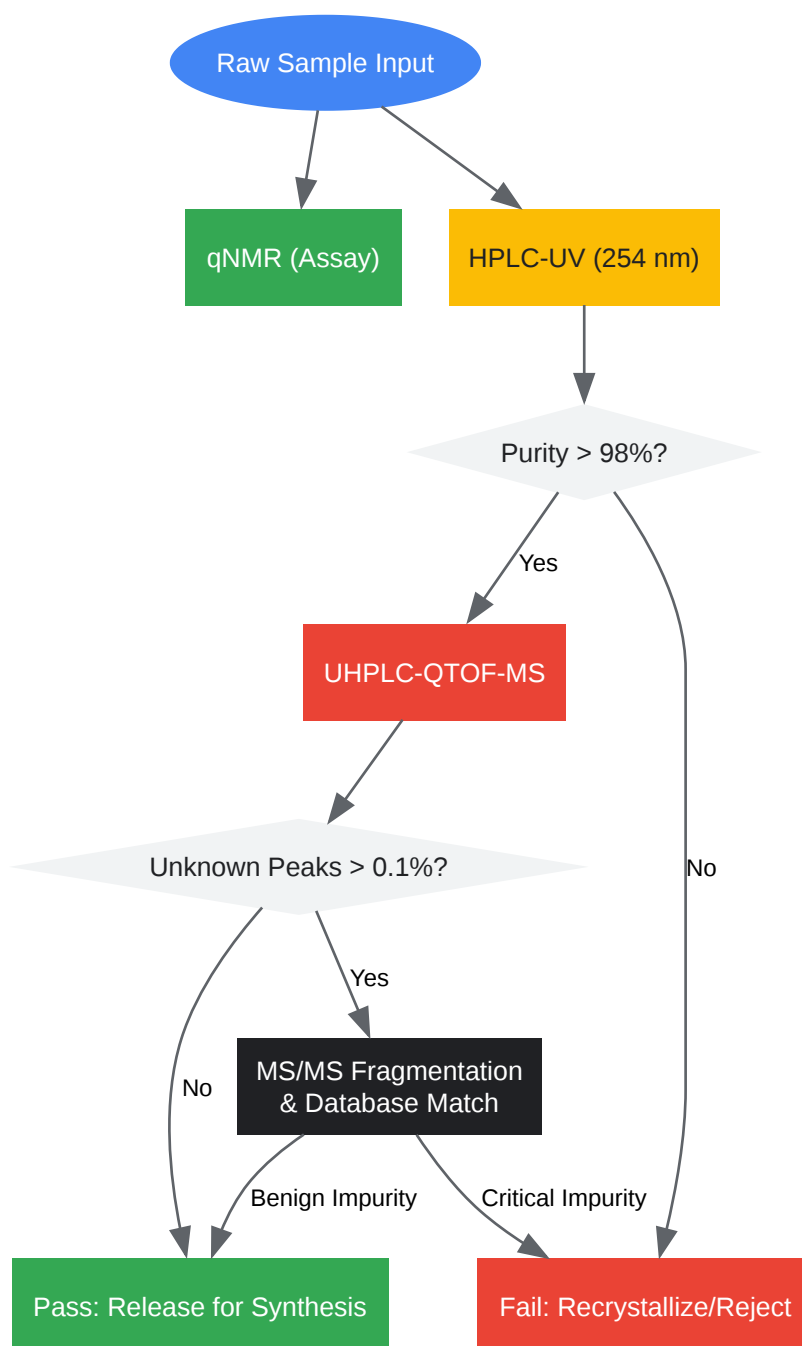 Raw Sample Input
qNMR (Assay)
HPLC-UV (254 nm)
Purity > 98%?
Yes
UHPLC-QTOF-MS
Unknown Peaks > 0.1%?
No
Yes
MS/MS Fragmentation
& Database Match
No
Benign Impurity
Critical Impurity
Pass: Release for Synthesis
Fail: Recrystallize/Reject